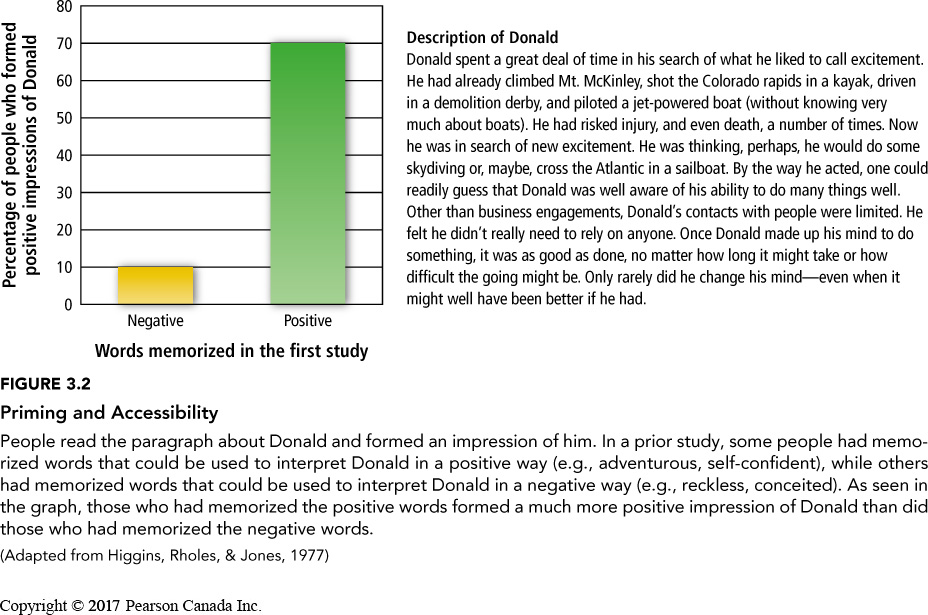 80
70
60
50
40
30
20
10
0
Percentage of people who formed
positive impressions of Donald
Negative
Positive
Words memorized in the first study
Description of Donald
Donald spent a great deal of time in his search of what he liked to call excitement.
He had already climbed Mt. McKinley, shot the Colorado rapids in a kayak, driven
in a demolition derby, and piloted a jet-powered boat (without knowing very
much about boats). He had risked injury, and even death, a number of times. Now
he was in search of new excitement. He was thinking, perhaps, he would do some
skydiving or, maybe, cross the Atlantic in a sailboat. By the way he acted, one could
readily guess that Donald was well aware of his ability to do many things well.
Other than business engagements, Donald's contacts with people were limited. He
felt he didn't really need to rely on anyone. Once Donald made up his mind to do
something, it was as good as done, no matter how long it might take or how
difficult the going might be. Only rarely did he change his mind—even when it
might well have been better if he had.
FIGURE 3.2
Priming and Accessibility
People read the paragraph about Donald and formed an impression of him. In a prior study, some people had memo-
rized words that could be used to interpret Donald in a positive way (e.g., adventurous, self-confident), while others
had memorized words that could be used to interpret Donald in a negative way (e.g., reckless, conceited). As seen in
the graph, those who had memorized the positive words formed a much more positive impression of Donald than did
those who had memorized the negative words.
(Adapted from Higgins, Rholes, & Jones, 1977)
Copyright © 2017 Pearson Canada Inc.